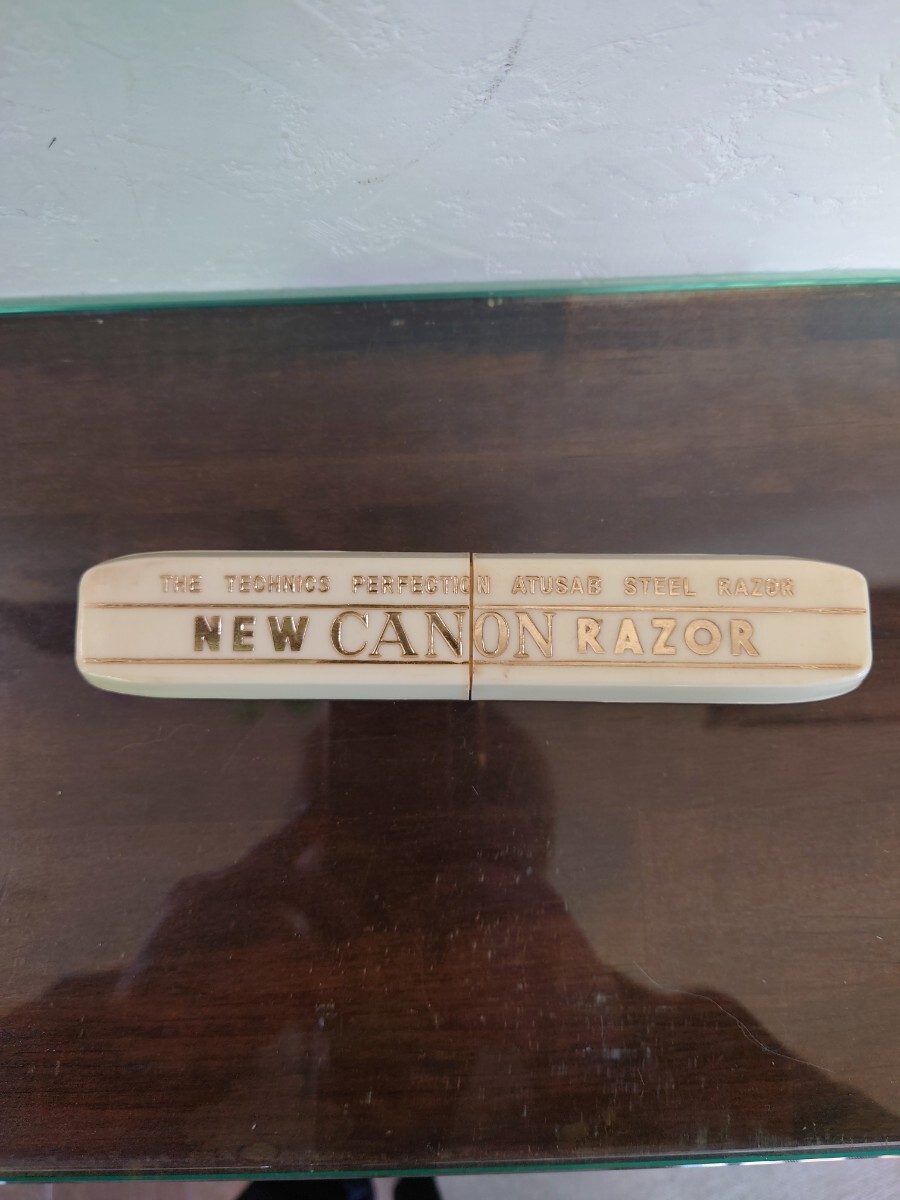 THE TECHNICS PERFECTION ATUSAB STEEL RAZOR
NEW CANON RAZOR